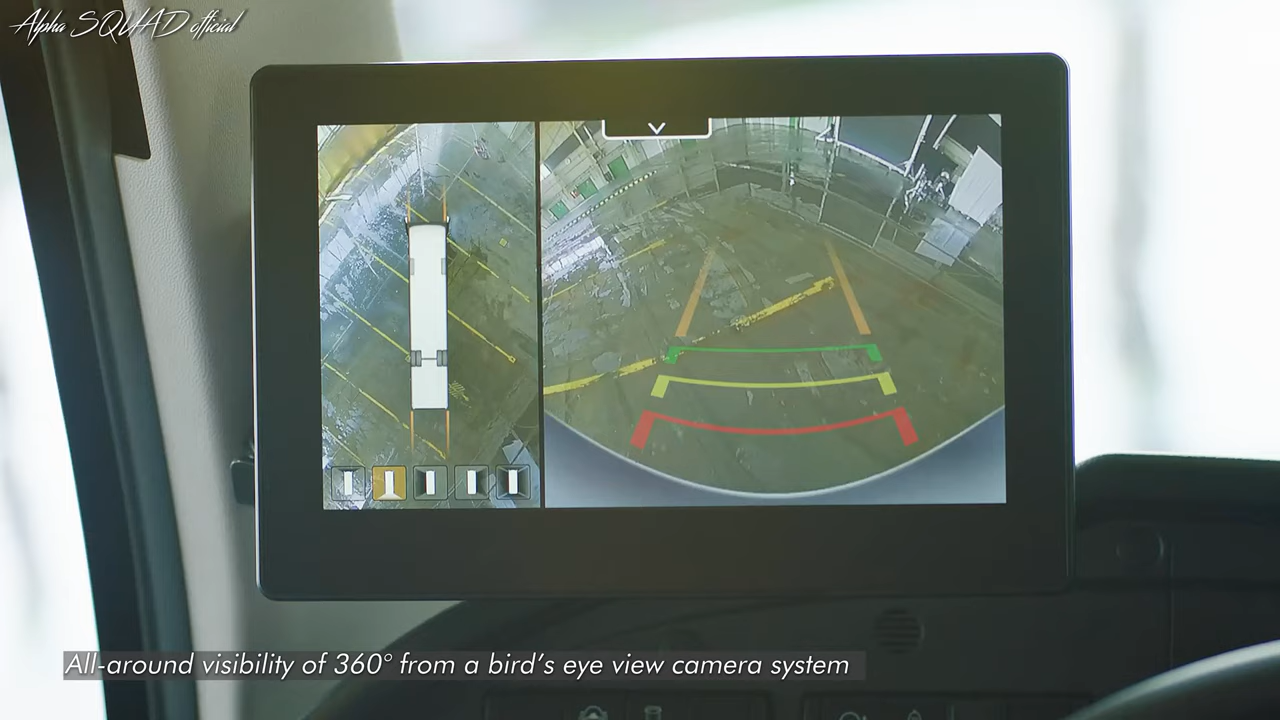 Alpha SQUAD official
All-around visibility of 360° from a bird's eye view camera system